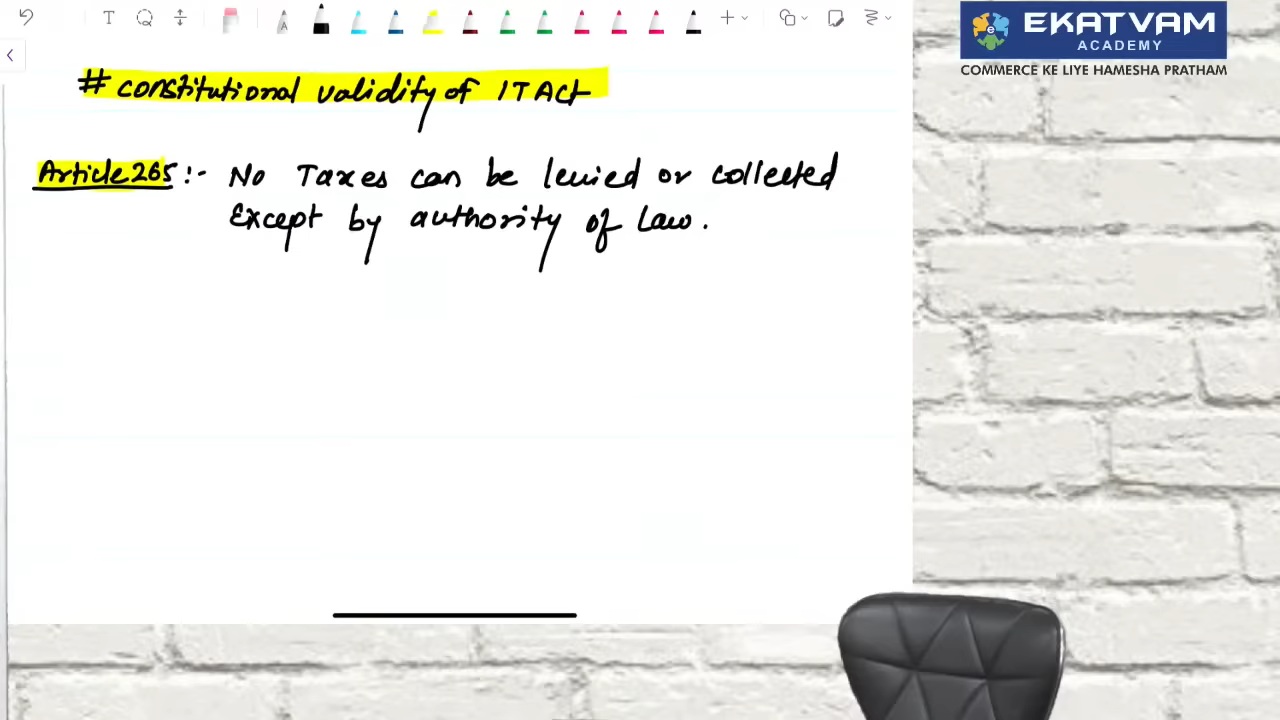 EKATVAM
ACADEMY
COMMERCE KE LIYE HAMESHA PRATHAM
# constitutional validity of IT Act
Article 265 :- No Taxes can be levied or collected
Except by authority of Law.